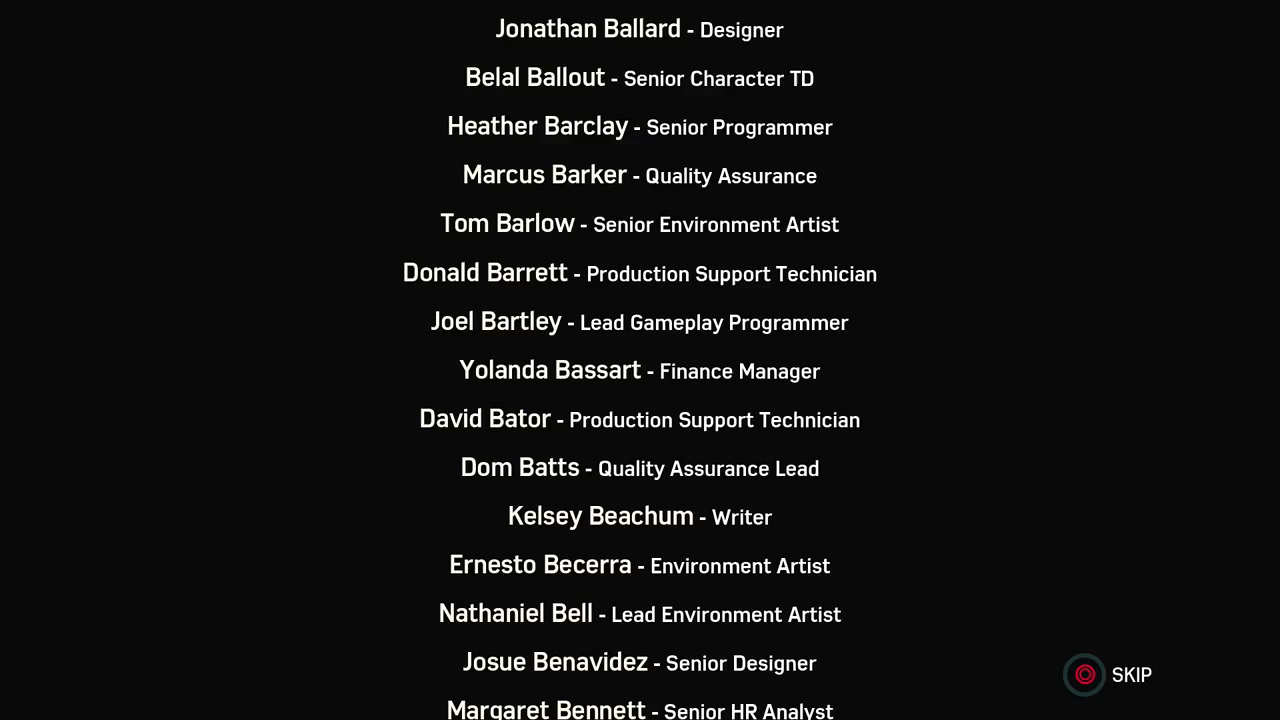 Jonathan Ballard - Designer
Belal Ballout - Senior Character TD
Heather Barclay - Senior Programmer
Marcus Barker - Quality Assurance
Tom Barlow - Senior Environment Artist
Donald Barrett - Production Support Technician
Joel Bartley - Lead Gameplay Programmer
Yolanda Bassart - Finance Manager
David Bator - Production Support Technician
Dom Batts - Quality Assurance Lead
Kelsey Beachum - Writer
Ernesto Becerra - Environment Artist
Nathaniel Bell - Lead Environment Artist
Josue Benavidez - Senior Designer
SKIP
Margaret Bennett - Senior HR Analyst